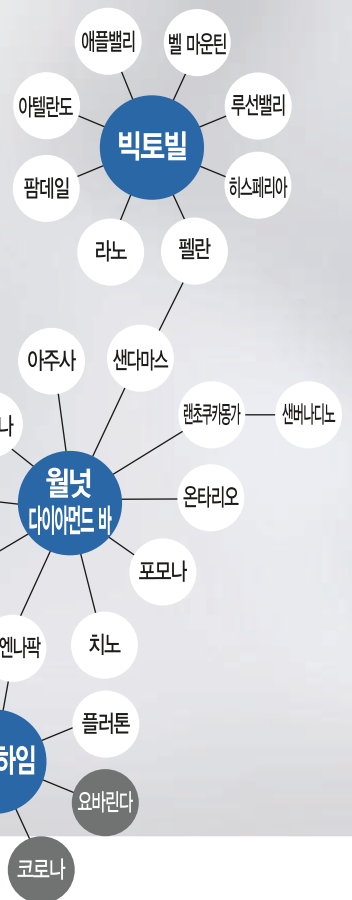 애플밸리
벨 마운틴
아텔란도
루선밸리
빅토빌
팜데일
히스페리아
라노
펠란
아주사
샌다마스
랜초쿠카몽가
샌버나디노
나
월넛
다이아먼드 바
온타리오
포모나
엔나팍
치노
플러톤
하임
요바린다
코로나